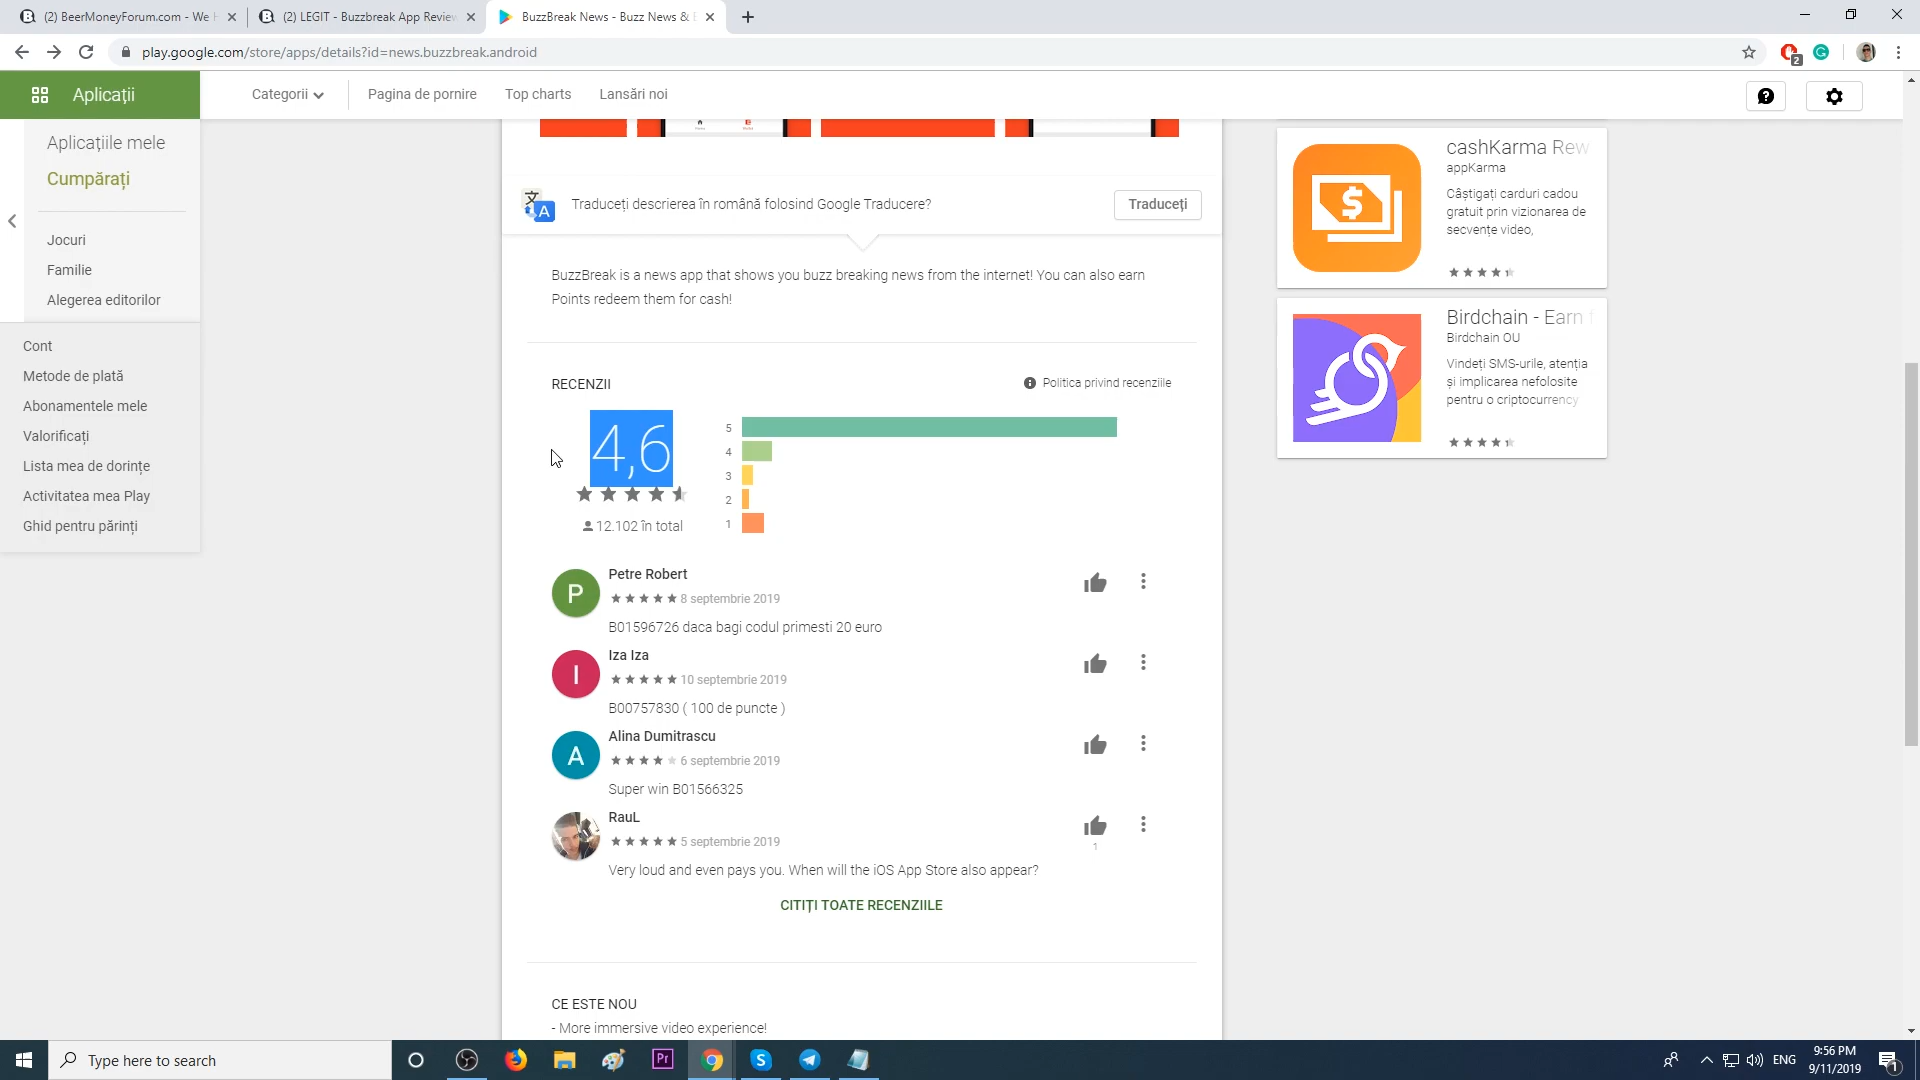 (2) BeerMoneyForum.com - We H
(2) LEGIT - Buzzbreak App Review
BuzzBreak News - Buzz News & E
play.google.com/store/apps/details?id=news.buzzbreak.android
2
Aplicații
Categorii
Pagina de pornire
Top charts
Lansări noi
Aplicațiile mele
Cumpărați
Jocuri
Familie
Alegerea editorilor
Cont
Metode de plată
Abonamentele mele
Valorificați
Lista mea de dorințe
Activitatea mea Play
Ghid pentru părinți
Traduceți descrierea în română folosind Google Traducere?
Traduceți
BuzzBreak is a news app that shows you buzz breaking news from the internet! You can also earn
Points redeem them for cash!
RECENZII
Politica privind recenziile
4,6
12.102 în total
5
4
3
2
1
P
Petre Robert
8 septembrie 2019
B01596726 daca bagi codul primesti 20 euro
I
Iza Iza
10 septembrie 2019
B00757830 ( 100 de puncte )
A
Alina Dumitrascu
6 septembrie 2019
Super win B01566325
RauL
5 septembrie 2019
1
Very loud and even pays you. When will the iOS App Store also appear?
CITIȚI TOATE RECENZIILE
CE ESTE NOU
- More immersive video experience!
cashKarma Rew
appKarma
Câștigați carduri cadou
gratuit prin vizionarea de
secvențe video,
Birdchain - Earn f
Birdchain OU
Vindeți SMS-urile, atenția
și implicarea nefolosite
pentru o criptocurrency
Type here to search
Pr
ENG
9:56 PM
9/11/2019
1